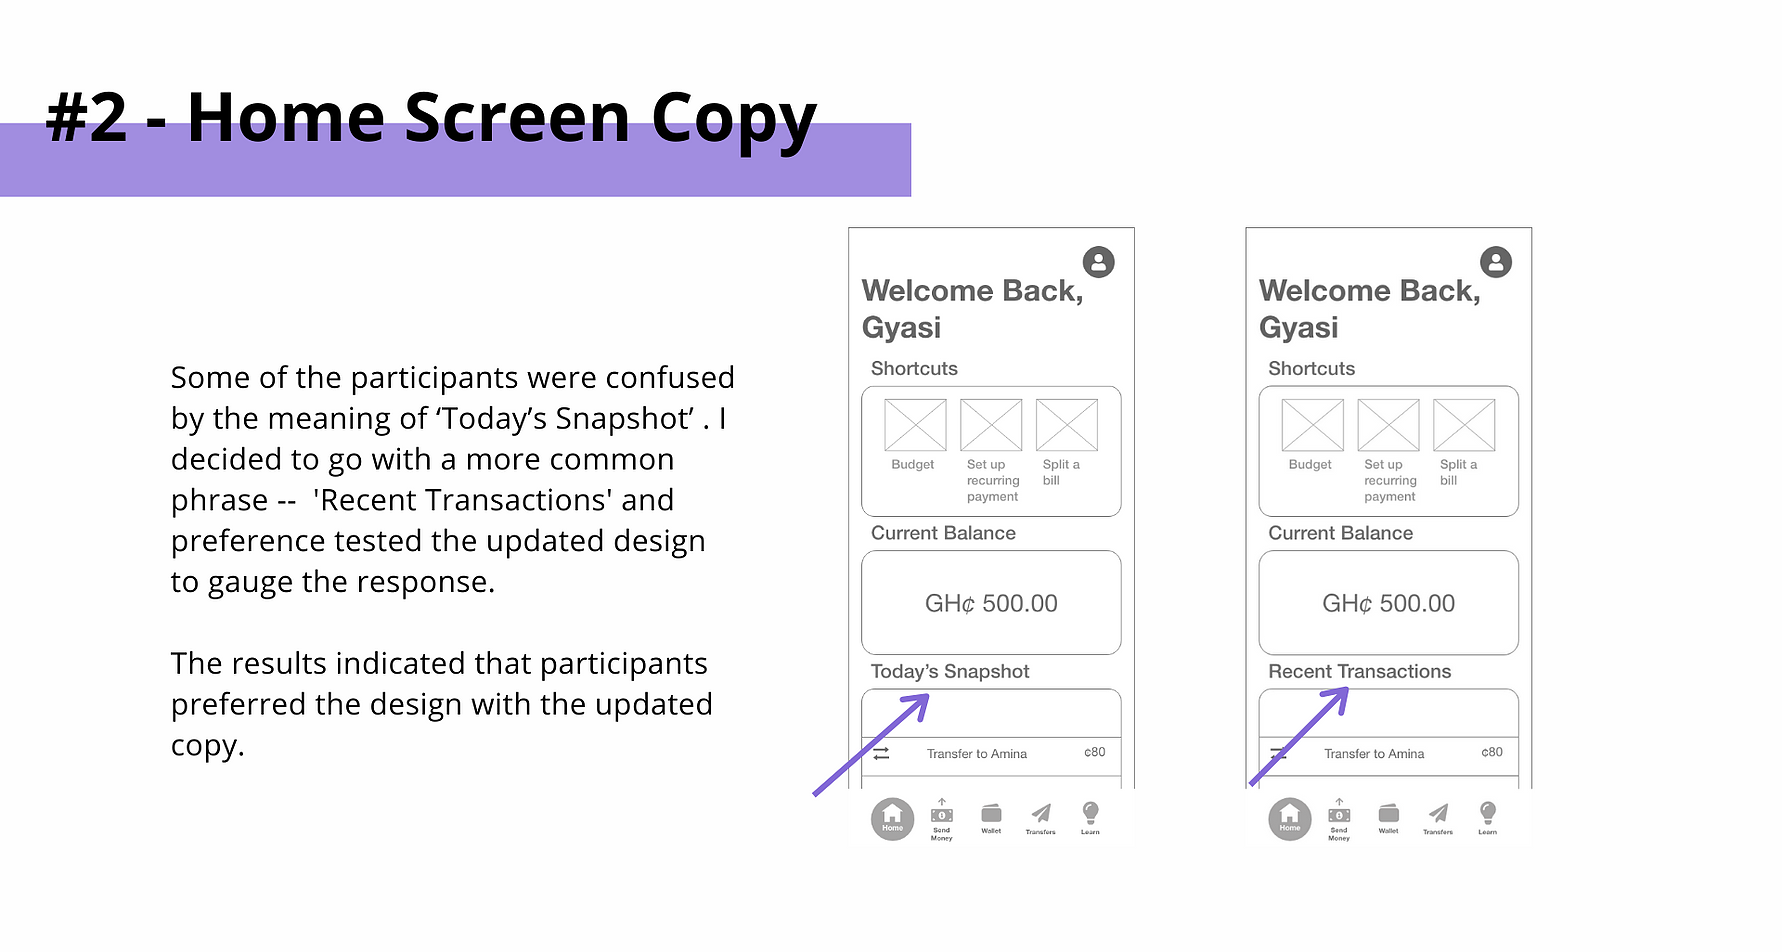 #2 - Home Screen Copy
Some of the participants were confused
by the meaning of ‘Today’s Snapshot’ . I
decided to go with a more common
phrase --  'Recent Transactions' and
preference tested the updated design
to gauge the response.
The results indicated that participants
preferred the design with the updated
copy.
Welcome Back,
Gyasi
Shortcuts
Budget
Set up
recurring
payment
Split a
bill
Current Balance
GH¢ 500.00
Today’s Snapshot
Transfer to Amina
¢80
Home
Send
Money
Wallet
Transfers
Learn
Welcome Back,
Gyasi
Shortcuts
Budget
Set up
recurring
payment
Split a
bill
Current Balance
GH¢ 500.00
Recent Transactions
Transfer to Amina
¢80
Home
Send
Money
Wallet
Transfers
Learn